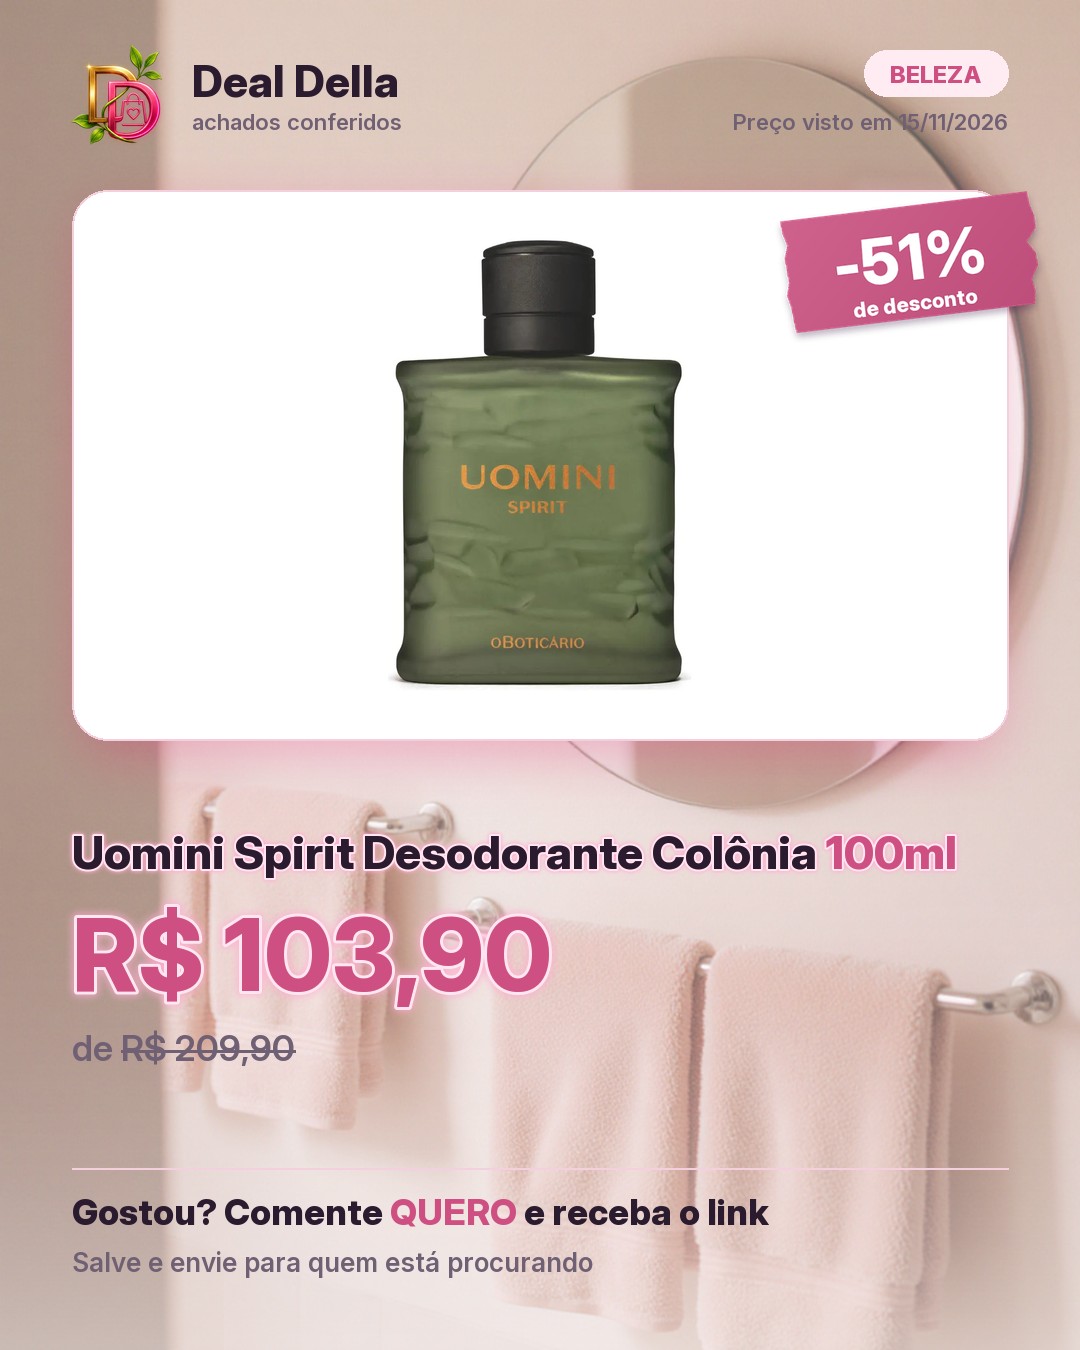 Deal Della
achados conferidos
BELEZA
Preço visto em 15/11/2026
-51%
de desconto
UOMINI
SPIRIT
oBOTICÁRIO
Uomini Spirit Desodorante Colônia 100ml
R$ 103,90
de R$ 209,90
Gostou? Comente QUERO e receba o link
Salve e envie para quem está procurando